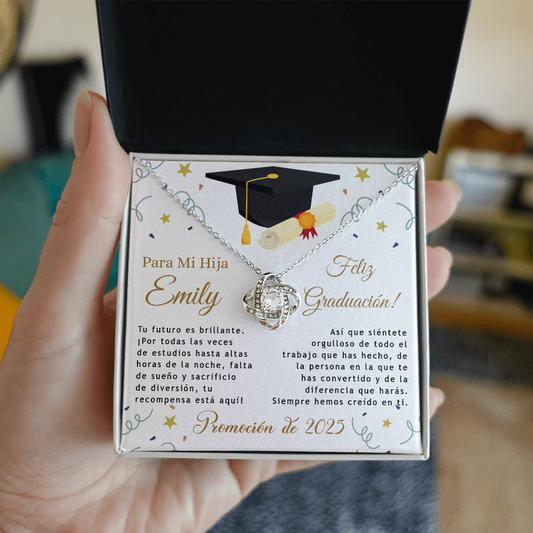 Para Mi Hija
Emily
Tu futuro es brillante.
¡Por todas las veces
de estudios hasta altas
horas de la noche, falta
de sueño y sacrificio
de diversión, tu
recompensa está aquí!
Feliz
Graduación!
Así que siéntete
orgulloso de todo el
trabajo que has hecho, de
la persona en la que te
has convertido y de la
diferencia que harás.
Siempre hemos creído en ti.
Promoción de 2025